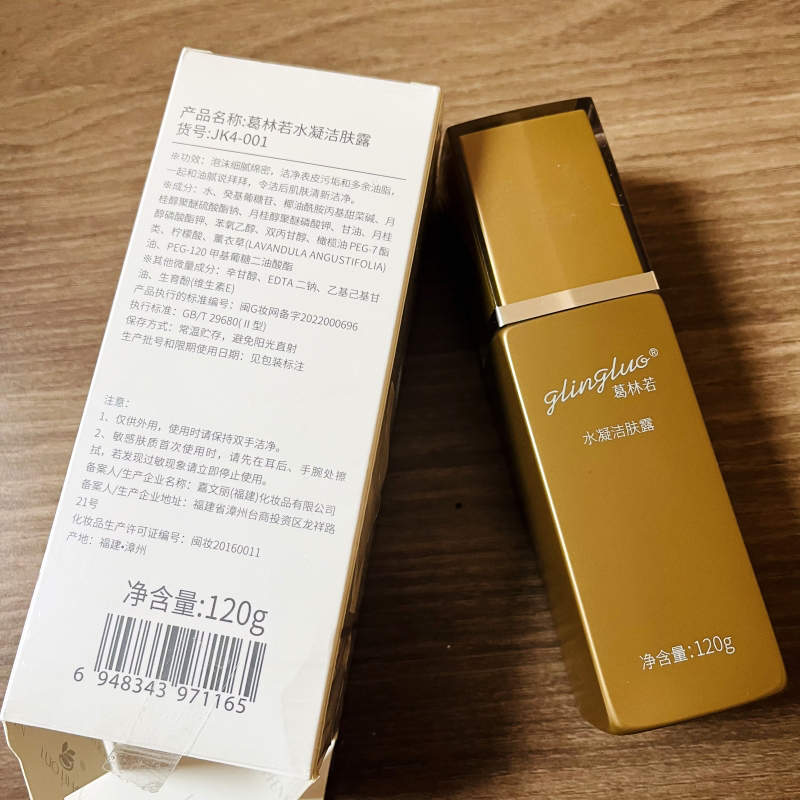 产品名称:葛林若水凝洁肤露
货号:JK4-001
※功效：泡沫细腻绵密，洁净表皮污垢和多余油脂，
一起和油腻说拜拜，令洁后肌肤清新洁净。
※成分：水、癸基葡糖苷、椰油酰胺丙基甜菜碱、月
桂醇聚醚硫酸酯钠、月桂醇聚醚磷酸钾、甘油、月桂
醇磷酸酯钾、苯氧乙醇、双丙甘醇、橄榄油 PEG-7 酯
类、柠檬酸、薰衣草(LAVANDULA ANGUSTIFOLIA)
油、PEG-120 甲基葡糖二油酸酯
※其他微量成分：辛甘醇、EDTA 二钠、乙基己基甘
油、生育酚(维生素E)
产品执行的标准编号：闽G妆网备字2022000696
执行标准：GB/T 29680(Ⅱ型)
保存方式：常温贮存，避免阳光直射
生产批号和限期使用日期：见包装标注
注意：
1、仅供外用，使用时请保持双手洁净。
2、敏感肤质首次使用时，请先在耳后、手腕处擦
拭，若发现过敏现象请立即停止使用。
备案人/生产企业名称：嘉文丽(福建)化妆品有限公司
备案人/生产企业地址：福建省漳州台商投资区龙祥路
21号
化妆品生产许可证编号：闽妆20160011
产地：福建•漳州
净含量:120g
6 948343 971165
glingluo®
葛林若
水凝洁肤露
净含量:120g